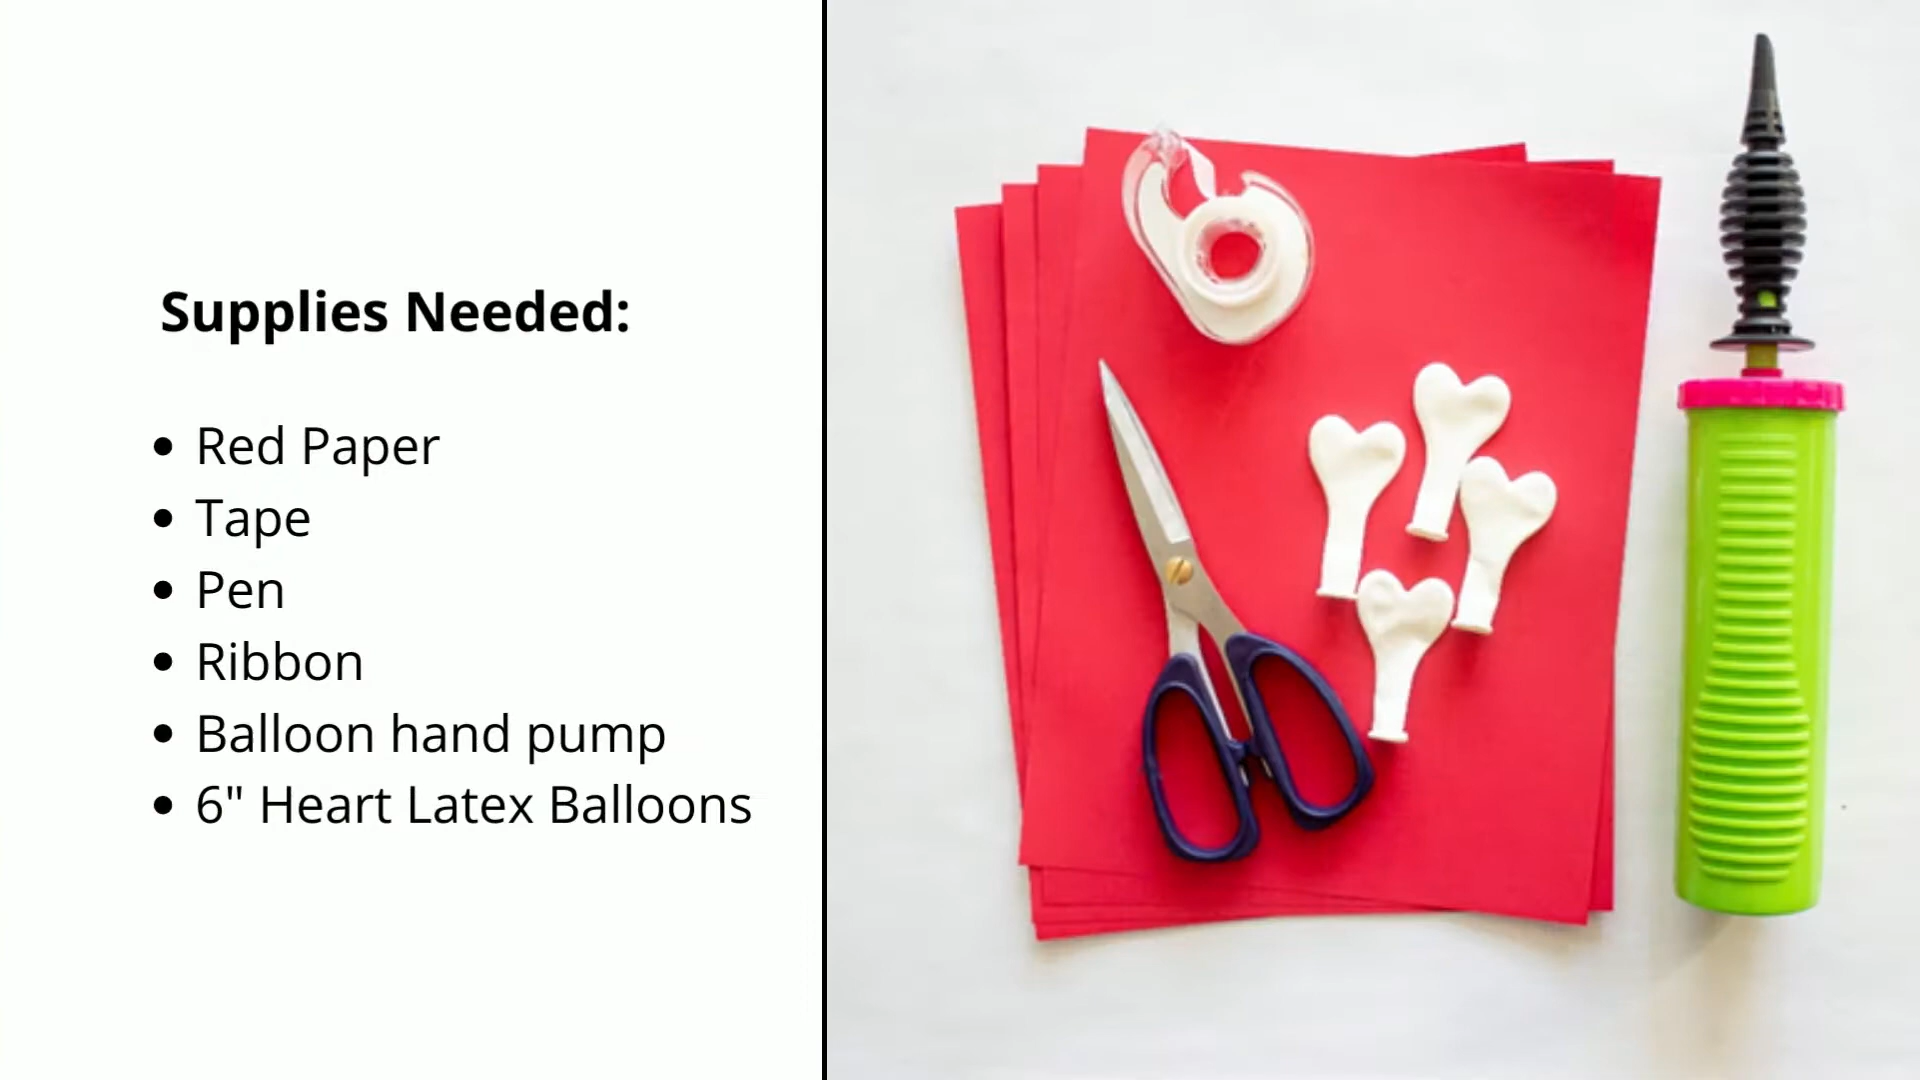 Supplies Needed:
• Red Paper
• Tape
• Pen
• Ribbon
• Balloon hand pump
• 6" Heart Latex Balloons